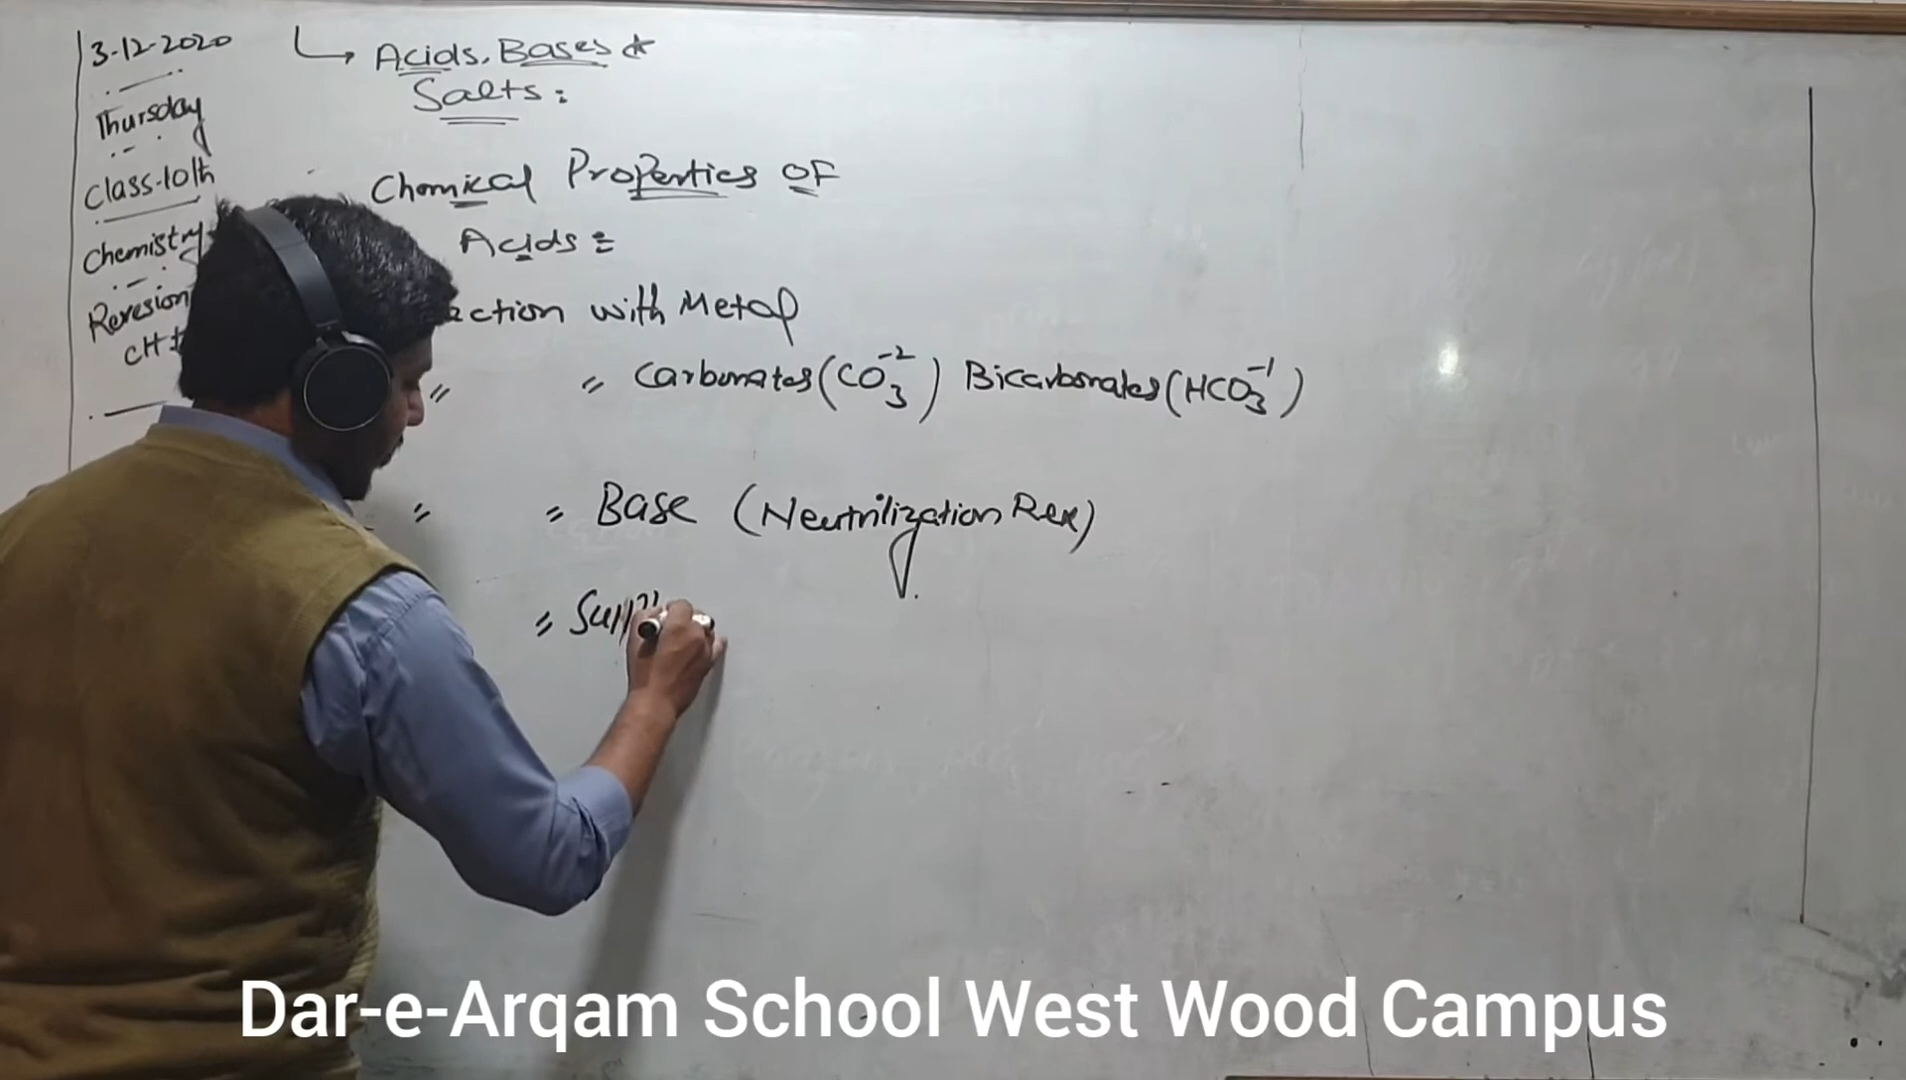 3-12-2020
Thursday
Class-10th
Chemistry
Revesion
CH#
Acids, Bases &
Salts:
Chemical Properties OF
Acids:
action with Metal
〃 〃 Carbonates (CO₃⁻²) Bicarbonates (HCO₃⁻¹)
〃 〃 Base (Neutrilization Rex)
〃
Dar-e-Arqam School West Wood Campus